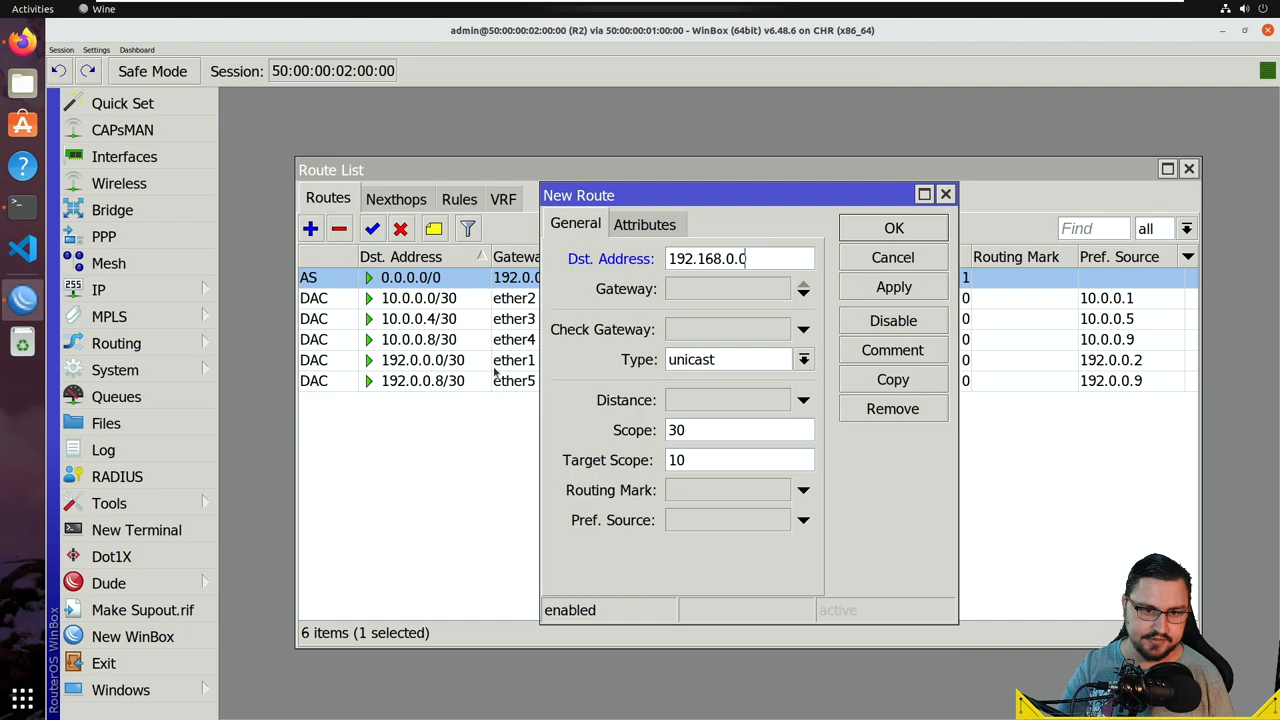 Activities
Wine
admin@50:00:00:02:00:00 (R2) via 50:00:00:01:00:00 - WinBox (64bit) v6.48.6 on CHR (x86_64)
Session Settings Dashboard
Safe Mode Session: 50:00:00:02:00:00
Quick Set
CAPsMAN
Interfaces
Wireless
Bridge
PPP
Mesh
IP
MPLS
Routing
System
Queues
Files
Log
RADIUS
Tools
New Terminal
Dot1X
Dude
Make Supout.rif
New WinBox
Exit
Windows
RouterOS WinBox
Route List
Routes Nexthops Rules VRF
Find all
Dst. Address Gatewa Routing Mark Pref. Source
AS 0.0.0.0/0 192.0.0 1
DAC 10.0.0.0/30 ether2 0 10.0.0.1
DAC 10.0.0.4/30 ether3 0 10.0.0.5
DAC 10.0.0.8/30 ether4 0 10.0.0.9
DAC 192.0.0.0/30 ether1 0 192.0.0.2
DAC 192.0.0.8/30 ether5 0 192.0.0.9
6 items (1 selected)
New Route
General Attributes
Dst. Address: 192.168.0.0
Gateway:
Check Gateway:
Type: unicast
Distance:
Scope: 30
Target Scope: 10
Routing Mark:
Pref. Source:
OK
Cancel
Apply
Disable
Comment
Copy
Remove
enabled
active